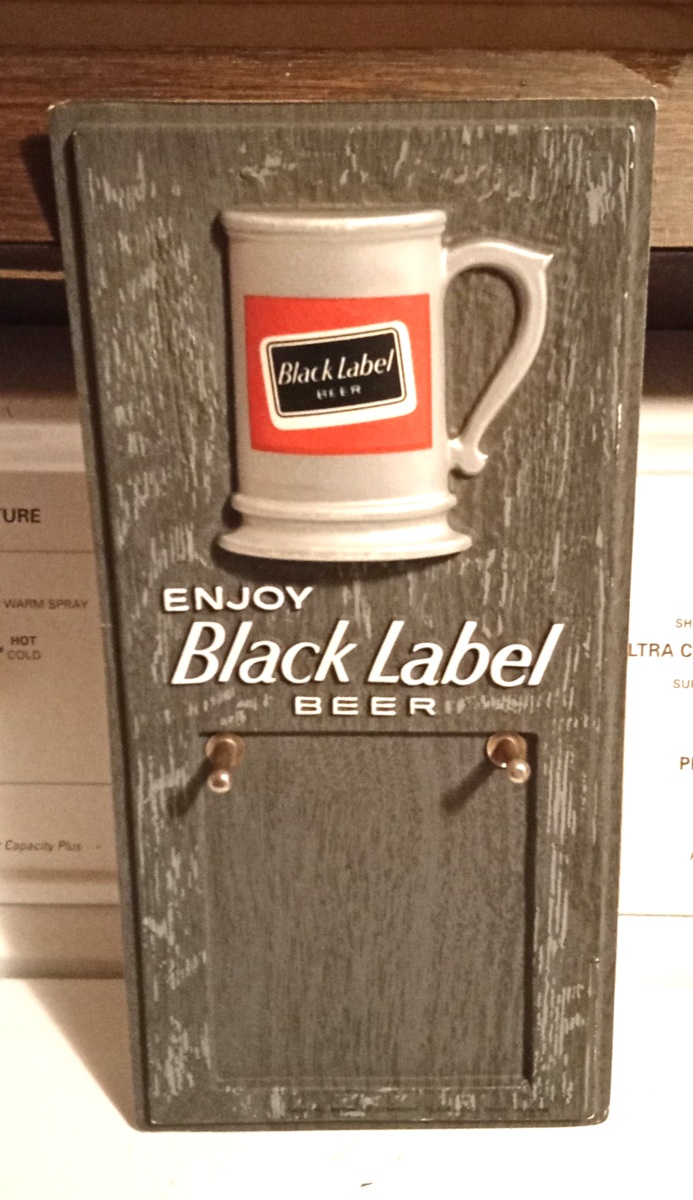 Black Label
BEER
ENJOY
Black Label
BEER
TURE
WARM SPRAY
HOT
COLD
Capacity Plus
SH
LTRA C
SU
P